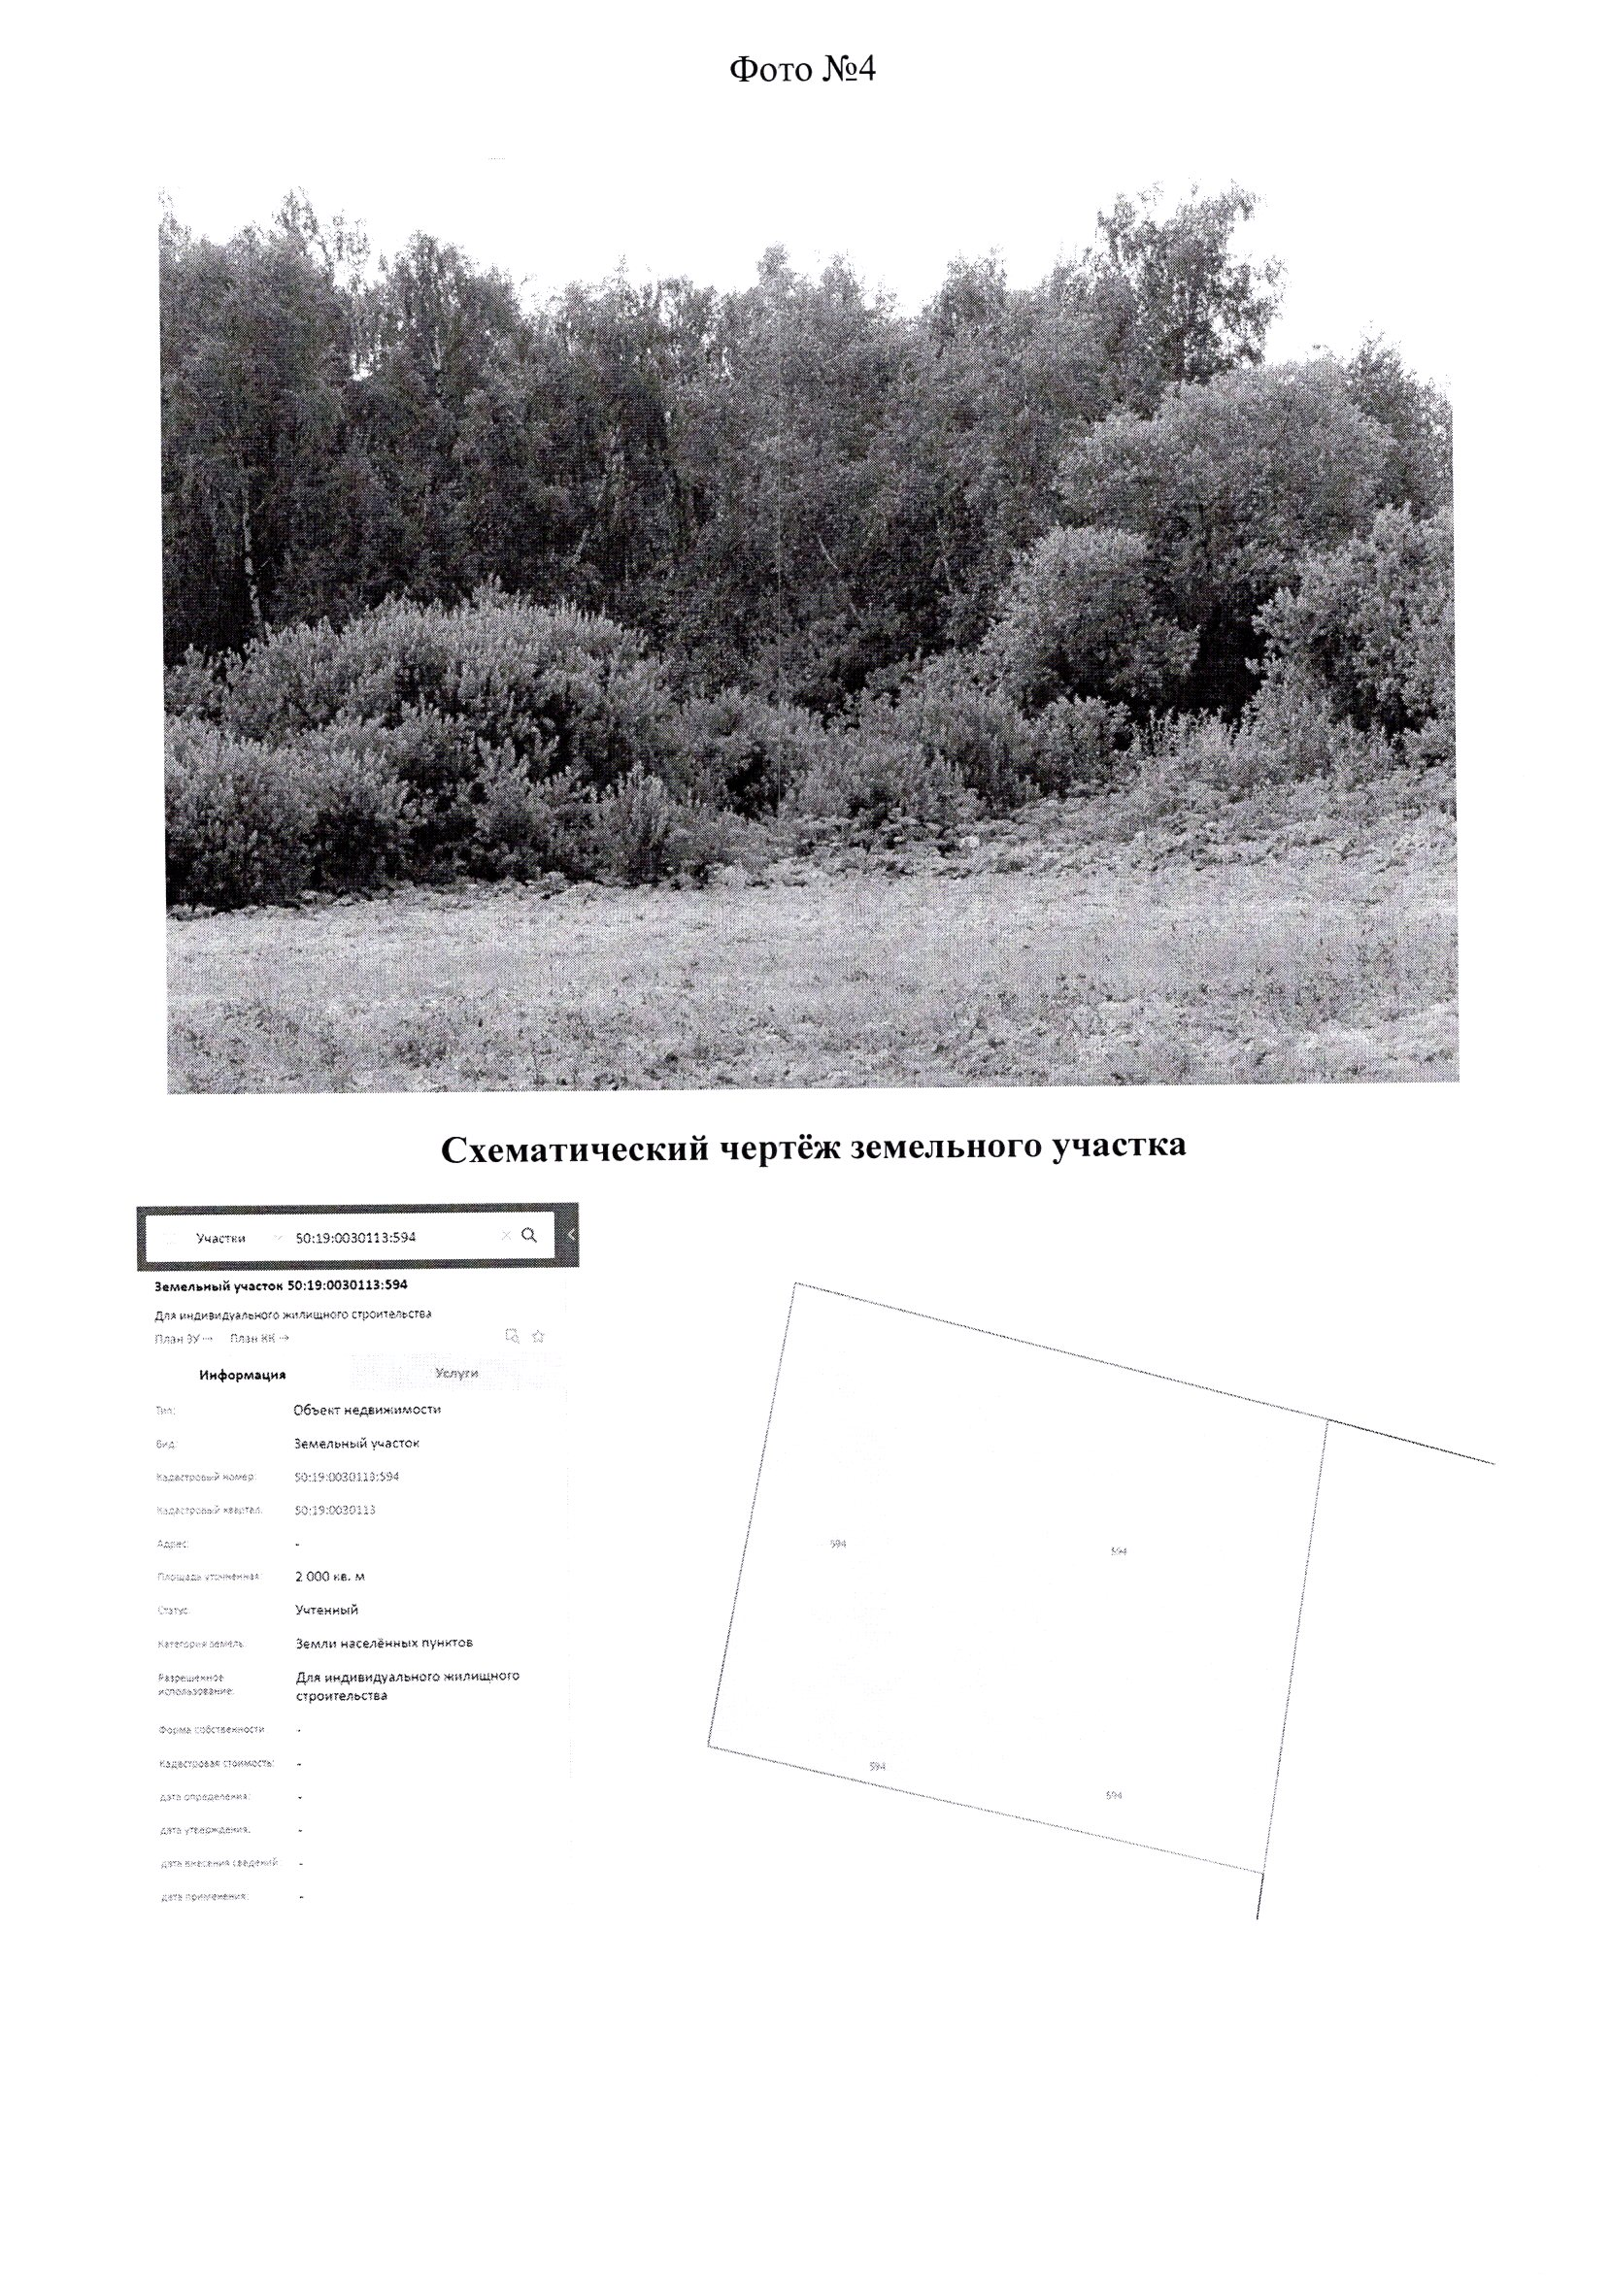 Фото №4
Схематический чертёж земельного участка
Участки 50:19:0030113:594
Земельный участок 50:19:0030113:594
Для индивидуального жилищного строительства
План ЗУ → План КК →
Информация Услуги
Тип: Объект недвижимости
Вид: Земельный участок
Кадастровый номер: 50:19:0030113:594
Кадастровый квартал: 50:19:0030113
Адрес: -
Площадь уточненная: 2 000 кв. м
Статус: Учтенный
Категория земель: Земли населённых пунктов
Разрешенное использование: Для индивидуального жилищного
строительства
Форма собственности: -
Кадастровая стоимость: -
дата определения: -
дата утверждения: -
дата внесения сведений: -
дата применения: -
594
594
594
594